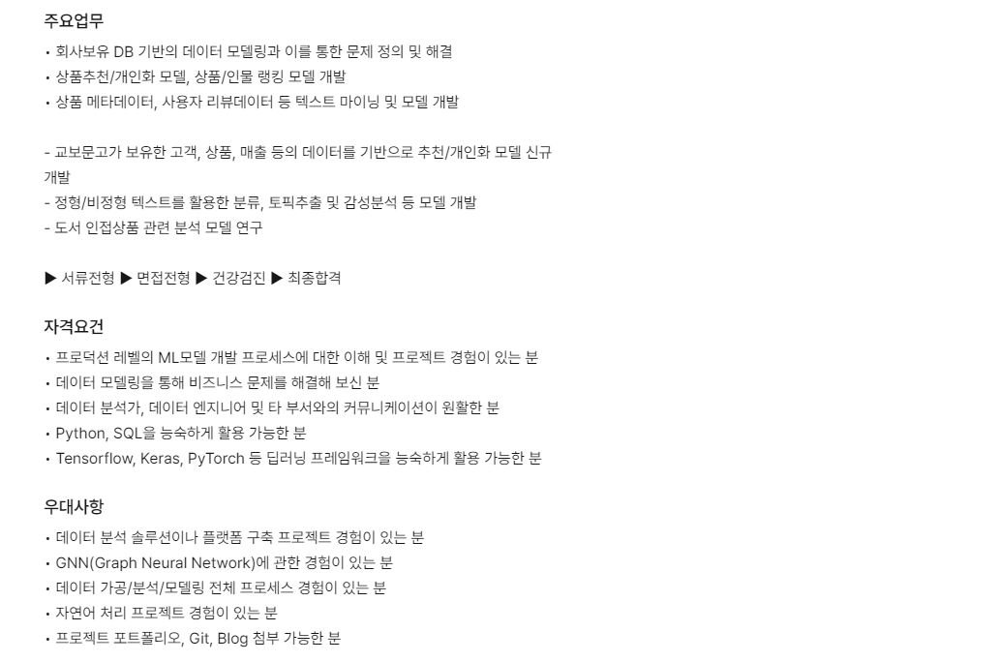 주요업무
• 회사보유 DB 기반의 데이터 모델링과 이를 통한 문제 정의 및 해결
• 상품추천/개인화 모델, 상품/인물 랭킹 모델 개발
• 상품 메타데이터, 사용자 리뷰데이터 등 텍스트 마이닝 및 모델 개발
- 교보문고가 보유한 고객, 상품, 매출 등의 데이터를 기반으로 추천/개인화 모델 신규
개발
- 정형/비정형 텍스트를 활용한 분류, 토픽추출 및 감성분석 등 모델 개발
- 도서 인접상품 관련 분석 모델 연구
▶ 서류전형 ▶ 면접전형 ▶ 건강검진 ▶ 최종합격
자격요건
• 프로덕션 레벨의 ML모델 개발 프로세스에 대한 이해 및 프로젝트 경험이 있는 분
• 데이터 모델링을 통해 비즈니스 문제를 해결해 보신 분
• 데이터 분석가, 데이터 엔지니어 및 타 부서와의 커뮤니케이션이 원활한 분
• Python, SQL을 능숙하게 활용 가능한 분
• Tensorflow, Keras, PyTorch 등 딥러닝 프레임워크을 능숙하게 활용 가능한 분
우대사항
• 데이터 분석 솔루션이나 플랫폼 구축 프로젝트 경험이 있는 분
• GNN(Graph Neural Network)에 관한 경험이 있는 분
• 데이터 가공/분석/모델링 전체 프로세스 경험이 있는 분
• 자연어 처리 프로젝트 경험이 있는 분
• 프로젝트 포트폴리오, Git, Blog 첨부 가능한 분